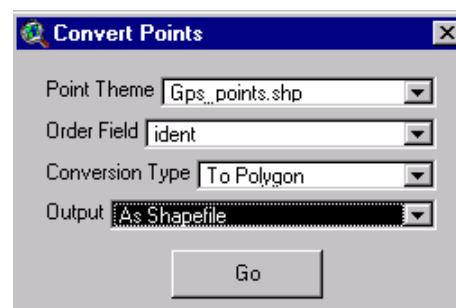 Convert Points
Point Theme Gps_points.shp
Order Field ident
Conversion Type To Polygon
Output As Shapefile
Go